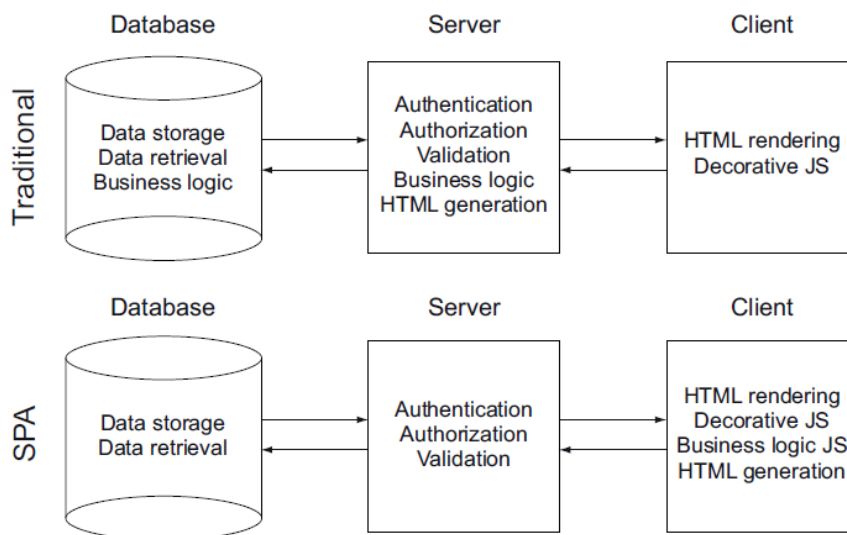 Database
Server
Client
Traditional
Data storage
Data retrieval
Business logic
Authentication
Authorization
Validation
Business logic
HTML generation
HTML rendering
Decorative JS
Database
Server
Client
SPA
Data storage
Data retrieval
Authentication
Authorization
Validation
HTML rendering
Decorative JS
Business logic JS
HTML generation